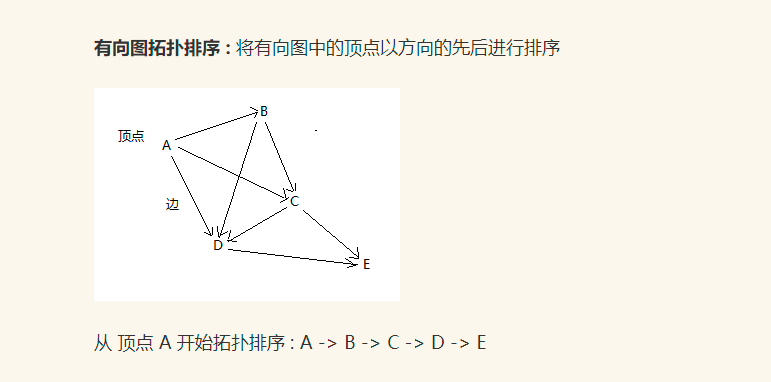 有向图拓扑排序 : 将有向图中的顶点以方向的先后进行排序
B
顶点
A
C
边
D
E
从 顶点 A 开始拓扑排序 : A -> B -> C -> D -> E